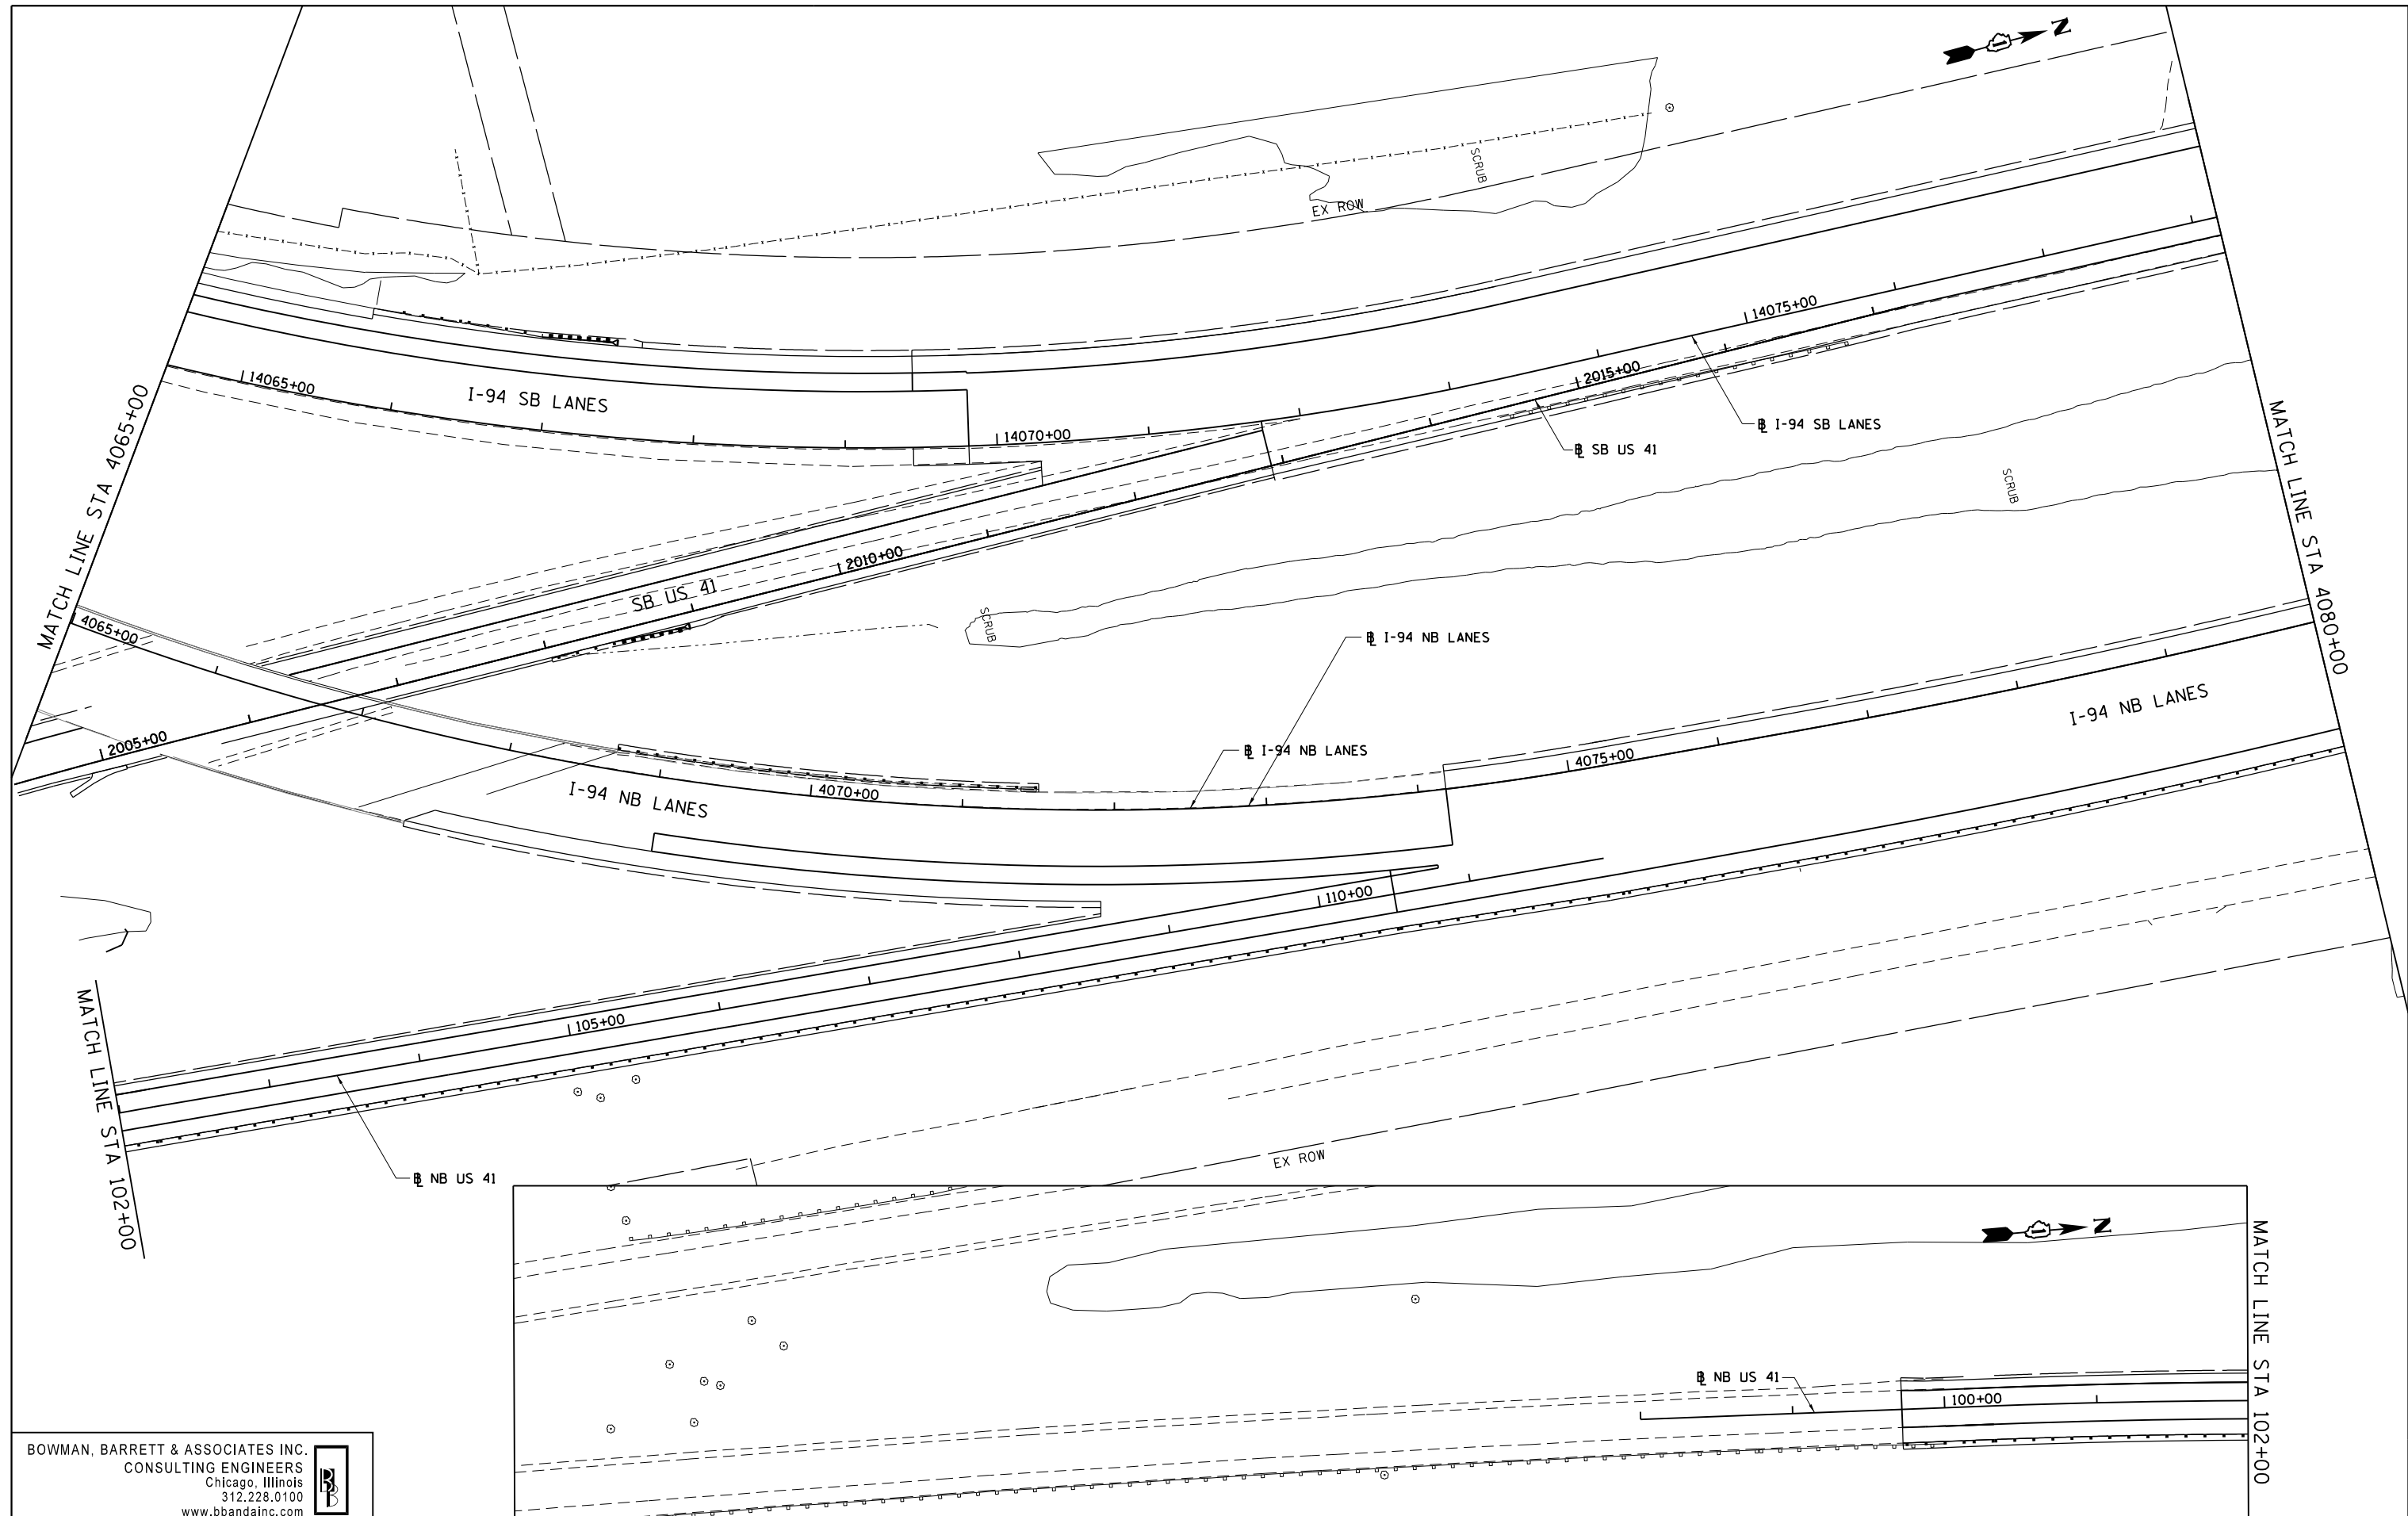 N
SCRUB
EX ROW
14075+00
MATCH LINE STA 4065+00
14065+00
I-94 SB LANES
2015+00
14070+00
℄ I-94 SB LANES
℄ SB US 41
MATCH LINE STA 4080+00
SCRUB
2010+00
SB US 41
SCRUB
4065+00
℄ I-94 NB LANES
I-94 NB LANES
2005+00
℄ I-94 NB LANES
4075+00
4070+00
I-94 NB LANES
110+00
105+00
MATCH LINE STA 102+00
℄ NB US 41
EX ROW
N
MATCH LINE STA 102+00
℄ NB US 41
100+00
BOWMAN, BARRETT & ASSOCIATES INC.
CONSULTING ENGINEERS
Chicago, Illinois
312.228.0100
www.bbandainc.com